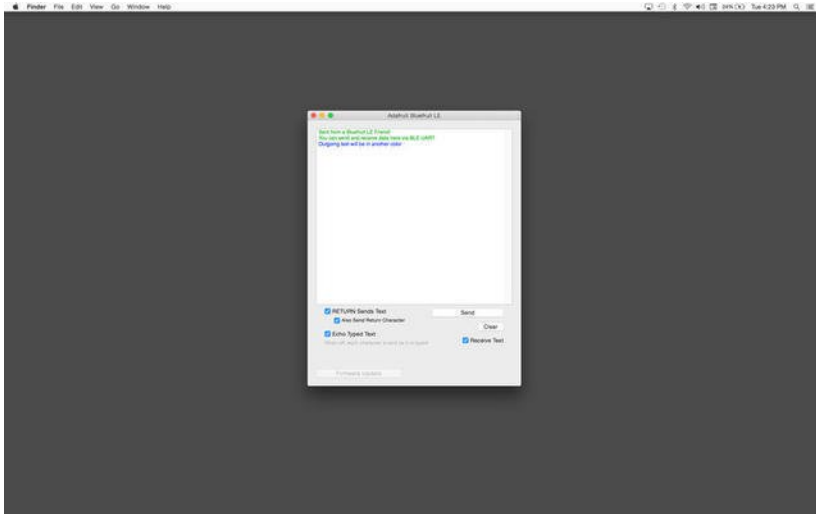 Finder File Edit View Go Window Help
Tue 4:23 PM
Adafruit Bluefruit LE
Sent from a Bluefruit LE Friend!
You can send and receive data here via BLE UART
Outgoing text will be in another color
RETURN Sends Text
Send
Also Send Return Character
Clear
Echo Typed Text
Receive Text
Firmware Update